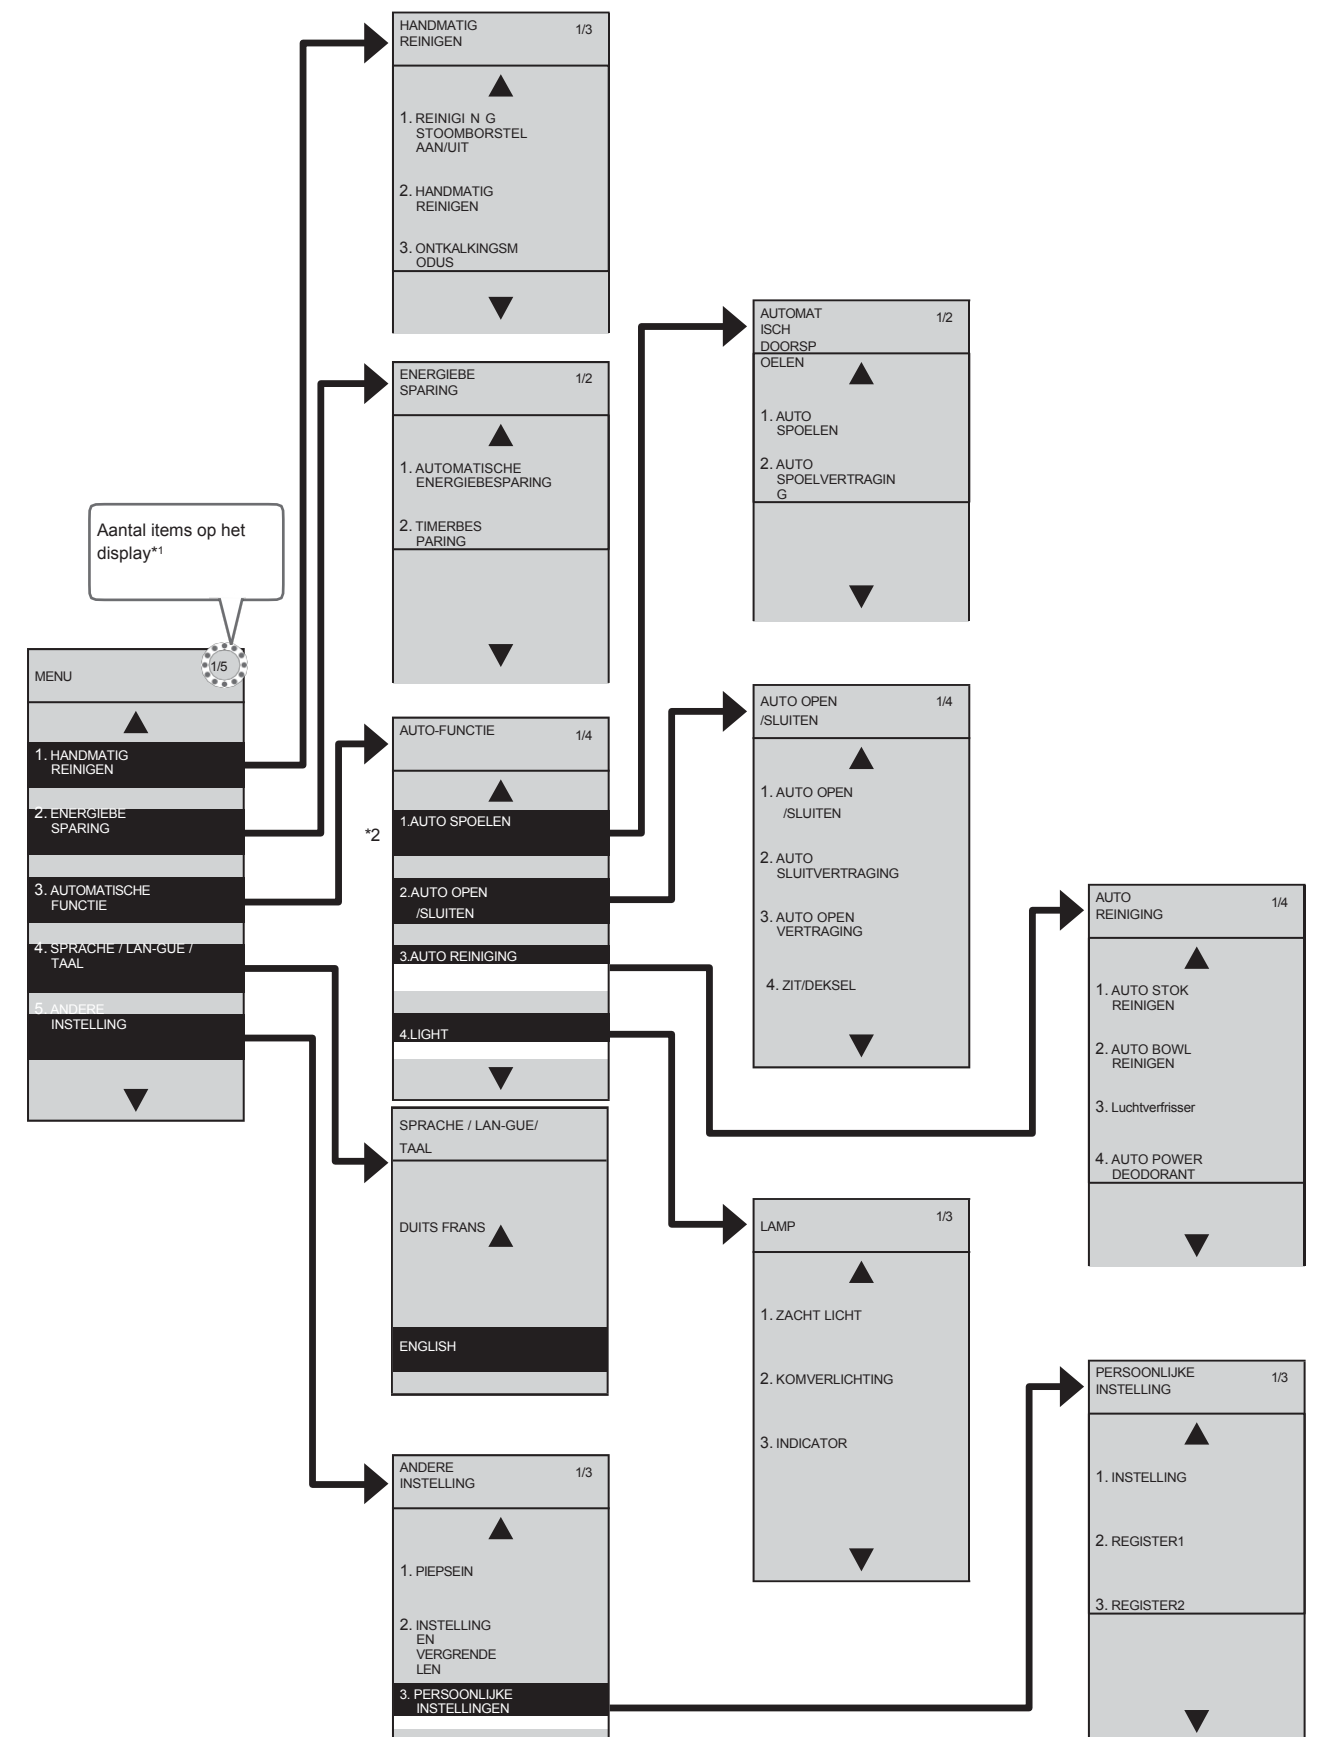 HANDMATIG
REINIGEN
1/3
1. REINIGI N G
STOOMBORSTEL
AAN/UIT
2. HANDMATIG
REINIGEN
3. ONTKALKINGSM
ODUS
ENERGIEBE
SPARING
1/2
1. AUTOMATISCHE
ENERGIEBESPARING
2. TIMERBES
PARING
AUTOMAT
ISCH
DOORSP
OELEN
1/2
1. AUTO
SPOELEN
2. AUTO
SPOELVERTRAGIN
G
Aantal items op het
display*1
MENU
1/5
1. HANDMATIG
REINIGEN
2. ENERGIEBE
SPARING
3. AUTOMATISCHE
FUNCTIE
4. SPRACHE / LAN-GUE /
TAAL
5. ANDERE
INSTELLING
AUTO-FUNCTIE
1/4
*2
1.AUTO SPOELEN
2.AUTO OPEN
/SLUITEN
3.AUTO REINIGING
4.LIGHT
AUTO OPEN
/SLUITEN
1/4
1. AUTO OPEN
/SLUITEN
2. AUTO
SLUITVERTRAGING
3. AUTO OPEN
VERTRAGING
4. ZIT/DEKSEL
AUTO
REINIGING
1/4
1. AUTO STOK
REINIGEN
2. AUTO BOWL
REINIGEN
3. Luchtverfrisser
4. AUTO POWER
DEODORANT
SPRACHE / LAN-GUE/
TAAL
DUITS FRANS
ENGLISH
LAMP
1/3
1. ZACHT LICHT
2. KOMVERLICHTING
3. INDICATOR
ANDERE
INSTELLING
1/3
1. PIEPSEIN
2. INSTELLING
EN
VERGRENDE
LEN
3. PERSOONLIJKE
INSTELLINGEN
PERSOONLIJKE
INSTELLING
1/3
1. INSTELLING
2. REGISTER1
3. REGISTER2